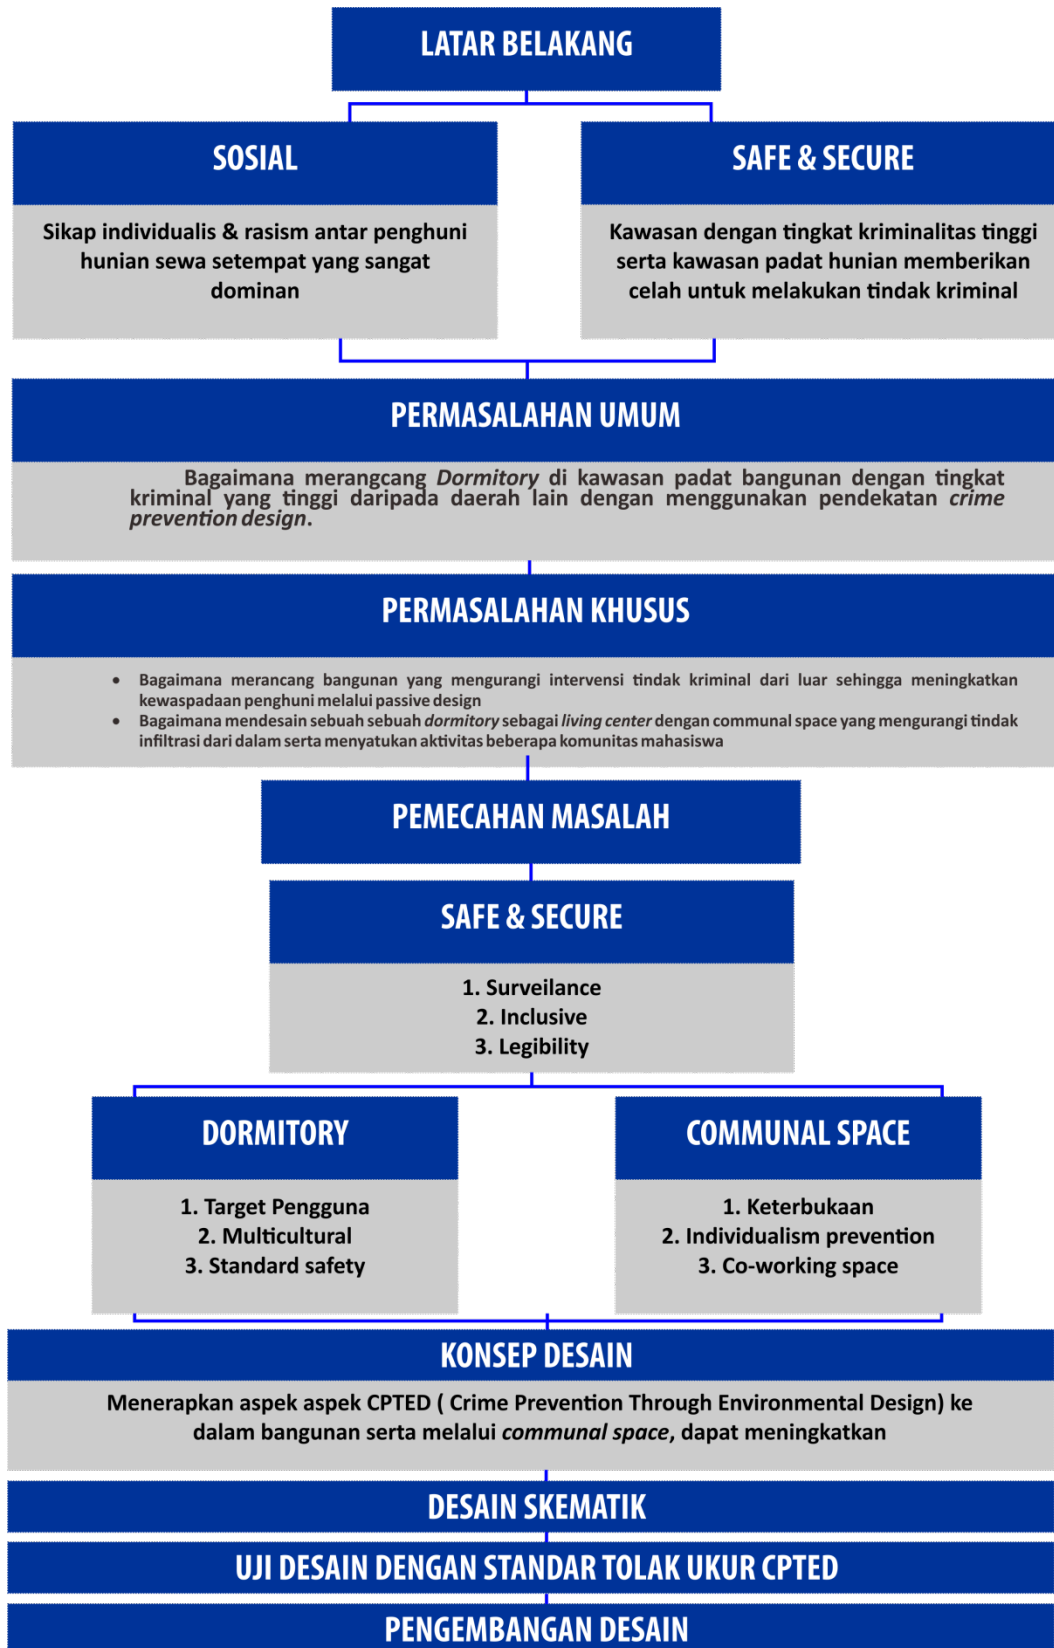 LATAR BELAKANG
SOSIAL
Sikap individualis & rasism antar penghuni
hunian sewa setempat yang sangat
dominan
SAFE & SECURE
Kawasan dengan tingkat kriminalitas tinggi
serta kawasan padat hunian memberikan
celah untuk melakukan tindak kriminal
PERMASALAHAN UMUM
Bagaimana merangcang Dormitory di kawasan padat bangunan dengan tingkat
kriminal yang tinggi daripada daerah lain dengan menggunakan pendekatan crime
prevention design.
PERMASALAHAN KHUSUS
• Bagaimana merancang bangunan yang mengurangi intervensi tindak kriminal dari luar sehingga meningkatkan
kewaspadaan penghuni melalui passive design
• Bagaimana mendesain sebuah sebuah dormitory sebagai living center dengan communal space yang mengurangi tindak
infiltrasi dari dalam serta menyatukan aktivitas beberapa komunitas mahasiswa
PEMECAHAN MASALAH
SAFE & SECURE
1. Surveilance
2. Inclusive
3. Legibility
DORMITORY
1. Target Pengguna
2. Multicultural
3. Standard safety
COMMUNAL SPACE
1. Keterbukaan
2. Individualism prevention
3. Co-working space
KONSEP DESAIN
Menerapkan aspek aspek CPTED ( Crime Prevention Through Environmental Design) ke
dalam bangunan serta melalui communal space, dapat meningkatkan
DESAIN SKEMATIK
UJI DESAIN DENGAN STANDAR TOLAK UKUR CPTED
PENGEMBANGAN DESAIN